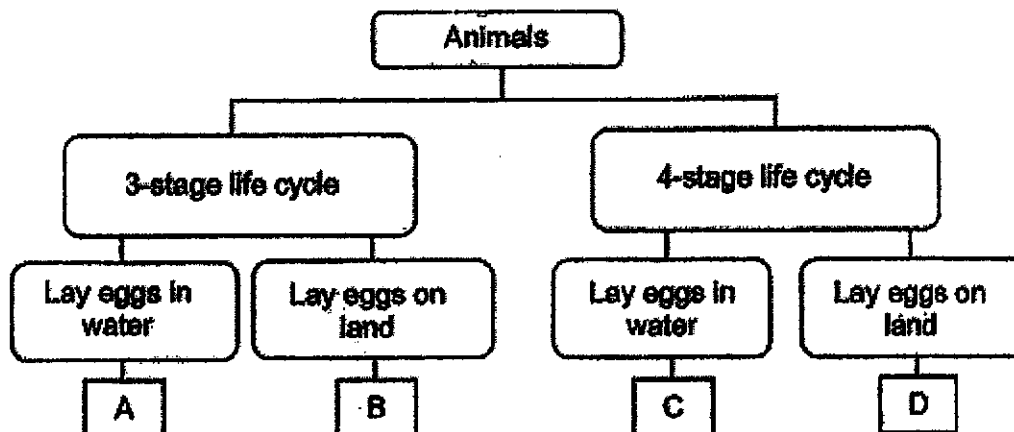 Animals
3-stage life cycle
4-stage life cycle
Lay eggs in
water
Lay eggs on
land
Lay eggs in
water
Lay eggs on
land
A
B
C
D